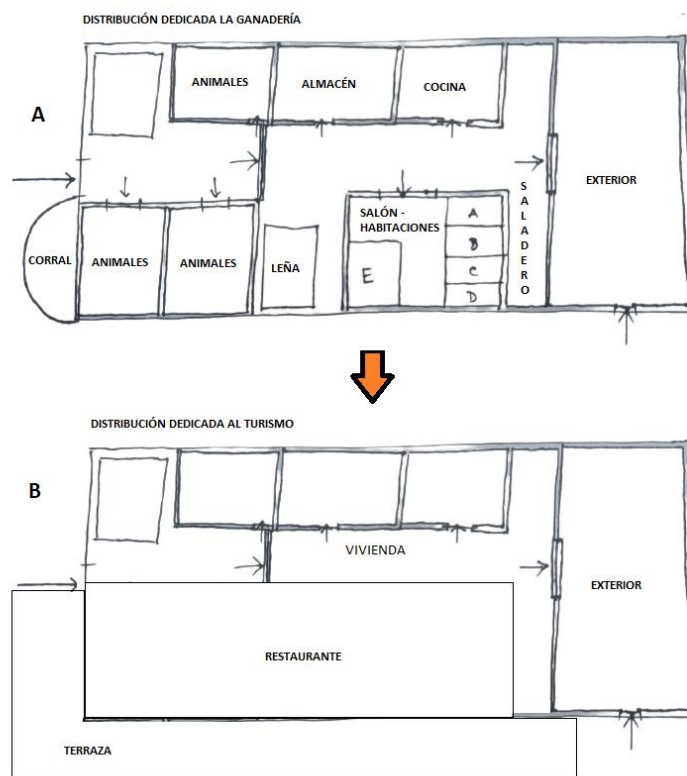 DISTRIBUCIÓN DEDICADA LA GANADERÍA
A
ANIMALES
ALMACÉN
COCINA
EXTERIOR
SALÓN -
HABITACIONES
A
B
C
D
E
SALADERO
CORRAL
ANIMALES
ANIMALES
LEÑA
DISTRIBUCIÓN DEDICADA AL TURISMO
B
VIVIENDA
EXTERIOR
RESTAURANTE
TERRAZA